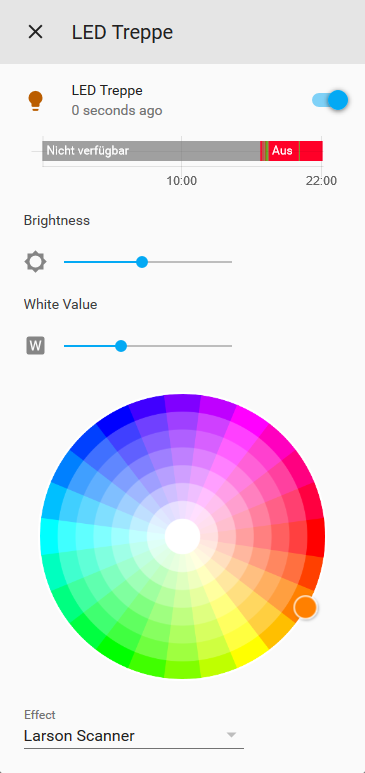 LED Treppe
LED Treppe
0 seconds ago
Nicht verfügbar Aus
10:00 22:00
Brightness
White Value
W
Effect
Larson Scanner